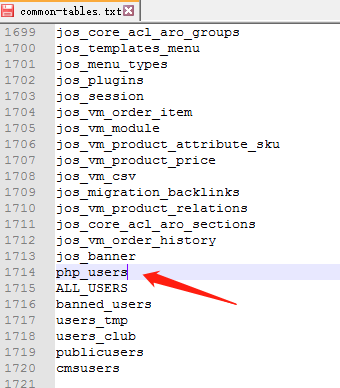 common-tables.txt
1699 jos_core_acl_aro_groups
1700 jos_templates_menu
1701 jos_menu_types
1702 jos_plugins
1703 jos_session
1704 jos_vm_order_item
1705 jos_vm_module
1706 jos_vm_product_attribute_sku
1707 jos_vm_product_price
1708 jos_vm_csv
1709 jos_migration_backlinks
1710 jos_vm_product_relations
1711 jos_core_acl_aro_sections
1712 jos_vm_order_history
1713 jos_banner
1714 php_users
1715 ALL_USERS
1716 banned_users
1717 users_tmp
1718 users_club
1719 publicusers
1720 cmsusers
1721